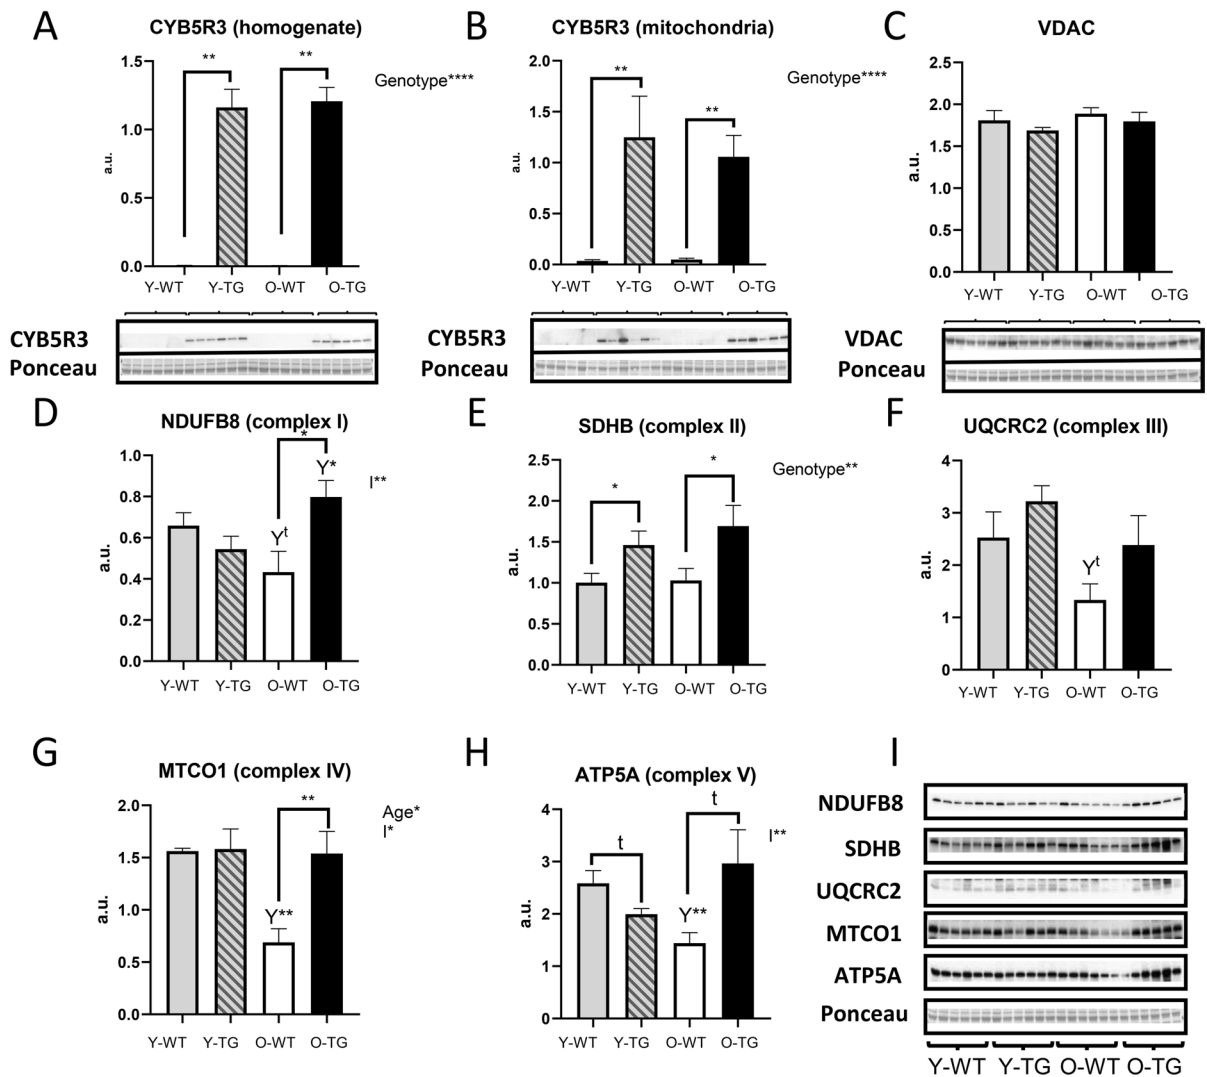 A
CYB5R3 (homogenate)
a.u.
1.5
1.0
0.5
0.0
**
**
Genotype****
Y-WT
Y-TG
O-WT
O-TG
CYB5R3
Ponceau
B
CYB5R3 (mitochondria)
a.u.
2.0
1.5
1.0
0.5
0.0
**
**
Genotype****
Y-WT
Y-TG
O-WT
O-TG
CYB5R3
Ponceau
C
VDAC
a.u.
2.5
2.0
1.5
1.0
0.5
0.0
Y-WT
Y-TG
O-WT
O-TG
VDAC
Ponceau
D
NDUFB8 (complex I)
a.u.
1.0
0.8
0.6
0.4
0.2
0.0
*
Y*
Yt
I**
Y-WT
Y-TG
O-WT
O-TG
E
SDHB (complex II)
a.u.
2.5
2.0
1.5
1.0
0.5
0.0
*
*
Genotype**
Y-WT
Y-TG
O-WT
O-TG
F
UQCRC2 (complex III)
a.u.
4
3
2
1
0
Yt
Y-WT
Y-TG
O-WT
O-TG
G
MTCO1 (complex IV)
a.u.
2.0
1.5
1.0
0.5
0.0
**
Y**
Age*
I*
Y-WT
Y-TG
O-WT
O-TG
H
ATP5A (complex V)
a.u.
4
3
2
1
0
t
t
Y**
I**
Y-WT
Y-TG
O-WT
O-TG
I
NDUFB8
SDHB
UQCRC2
MTCO1
ATP5A
Ponceau
Y-WT
Y-TG
O-WT
O-TG